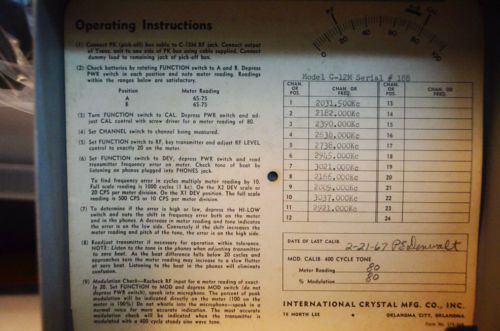 Operating Instructions
(1) Connect PK (pick-off) box cable to C-12M RF jack. Connect output
of Trans. unit to one side of PK box using cable supplied. Connect
dummy load to remaining jack of pick-off box.
(2) Check batteries by rotating FUNCTION switch to A and B. Depress
PWR switch in each position and note meter reading. Readings
within the ranges below are satisfactory.
Position Meter Reading
A 65-75
B 65-75
(3) Turn FUNCTION switch to CAL. Depress PWR switch and ad-
just CAL control with screw driver for a meter reading of 80.
(4) Set CHANNEL switch to channel being measured.
(5) Set FUNCTION switch to RF, key transmitter and adjust RF LEVEL
control to exactly 20 on the meter.
(6) Set FUNCTION switch to DEV, depress PWR switch and read
transmitter frequency error on meter. Check tone of beat by
listening on phones plugged into PHONES jack.
To find frequency error in cycles multiply meter reading by 10.
Full scale reading is 1000 cycles (1 kc). On the X2 DEV scale or
20 CPS per meter division. On the X1 DEV position. The full scale
reading is 500 CPS or 10 CPS per meter division.
(7) To determine if the error is high or low, depress the HI-LOW
switch and note the shift in frequency error both on the meter
and in the phones. A decrease in meter reading and tone indicates
the error is on the low side. Conversely if the shift increases the
meter reading and pitch of the tone, the error is on the high side.
(8) Readjust transmitter if necessary for operation within tolerance.
NOTE: Listen to the tone in the phones when adjusting transmitter
to zero beat. As the beat difference falls below 20 cycles and
approaches zero the meter reading may increase to a slow flutter
at zero beat. Listening to the beat in the phones will eliminate
confusion.
(9) Modulation Check—Recheck RF input for a meter reading of exact-
ly 20. Set FUNCTION to MOD and depress MOD switch (do not
depress PWR switch), speak into microphone. The percent of peak
modulation will be indicated directly on the meter (100 on the
meter is 100%) Do not whistle the microphone—speak in a
normal voice for more accurate indication. The most accurate
modulation check will be indicated when the transmitter is
modulated with a 400 cycle steady sine wave tone.
0 20 40 60 80 100
Model C-12M Serial # 188
CHAN. OR POS. CHAN. OR FREQ. CHAN. OR POS. CHAN. OR FREQ.
1 2031.500Kc 13
2 2182.000Kc 14
3 2390.000Kc 15
4 2638.000Kc 16
5 2738.000Kc 17
6 2965.000Kc 18
7 3021.000Kc 19
8 2166.000Kc 20
9 2009.000Kc 21
10 3037.000Kc 22
11 2921.000Kc 23
12 24
DATE OF LAST CALIB. 2-21-67
MOD. CALIB 400 CYCLE TONE
Meter Reading 80
% Modulation 80
INTERNATIONAL CRYSTAL MFG. CO., INC.
18 NORTH LEE • OKLAHOMA CITY, OKLAHOMA